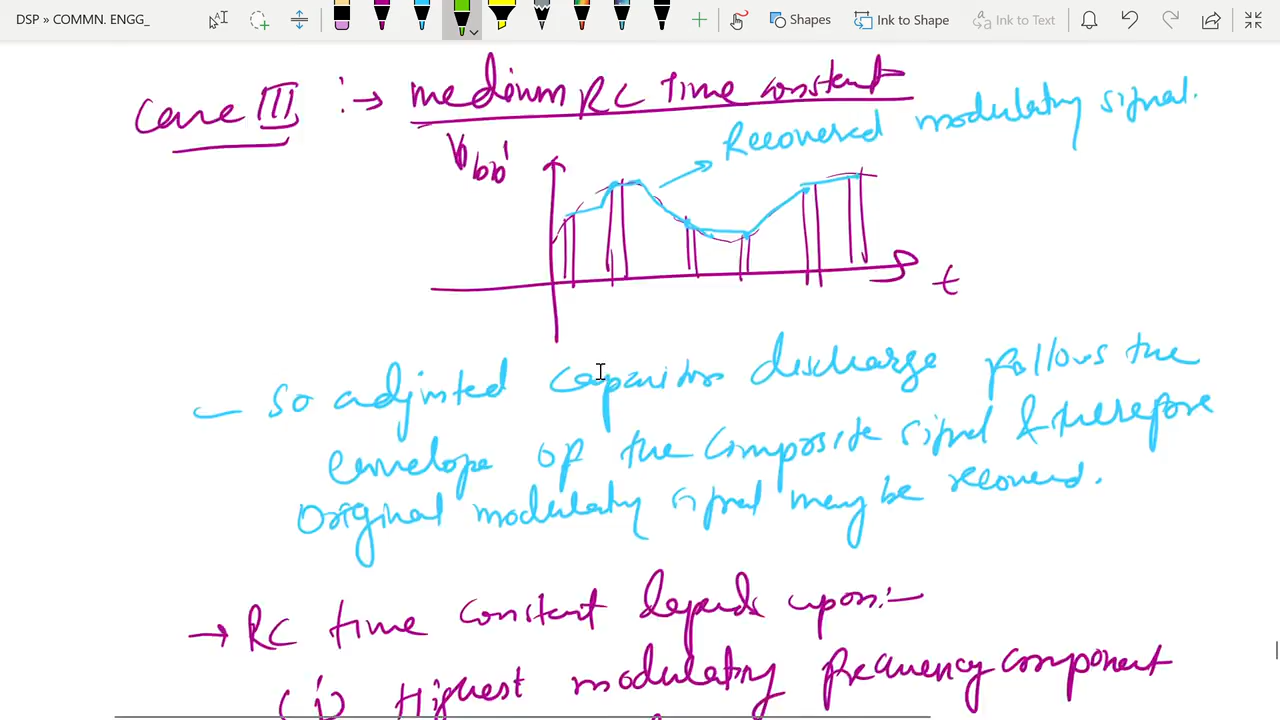 DSP » COMMN. ENGG_
Shapes
Ink to Shape
Ink to Text
Case III :→ medium RC Time constant
Vbb'
Recovered modulating signal.
t
- So adjusted capacitor discharge follows the
envelope of the composite signal & therefore
Original modulating signal may be recovered.
→ RC time constant depends upon:-
(i) Highest modulating frequency component